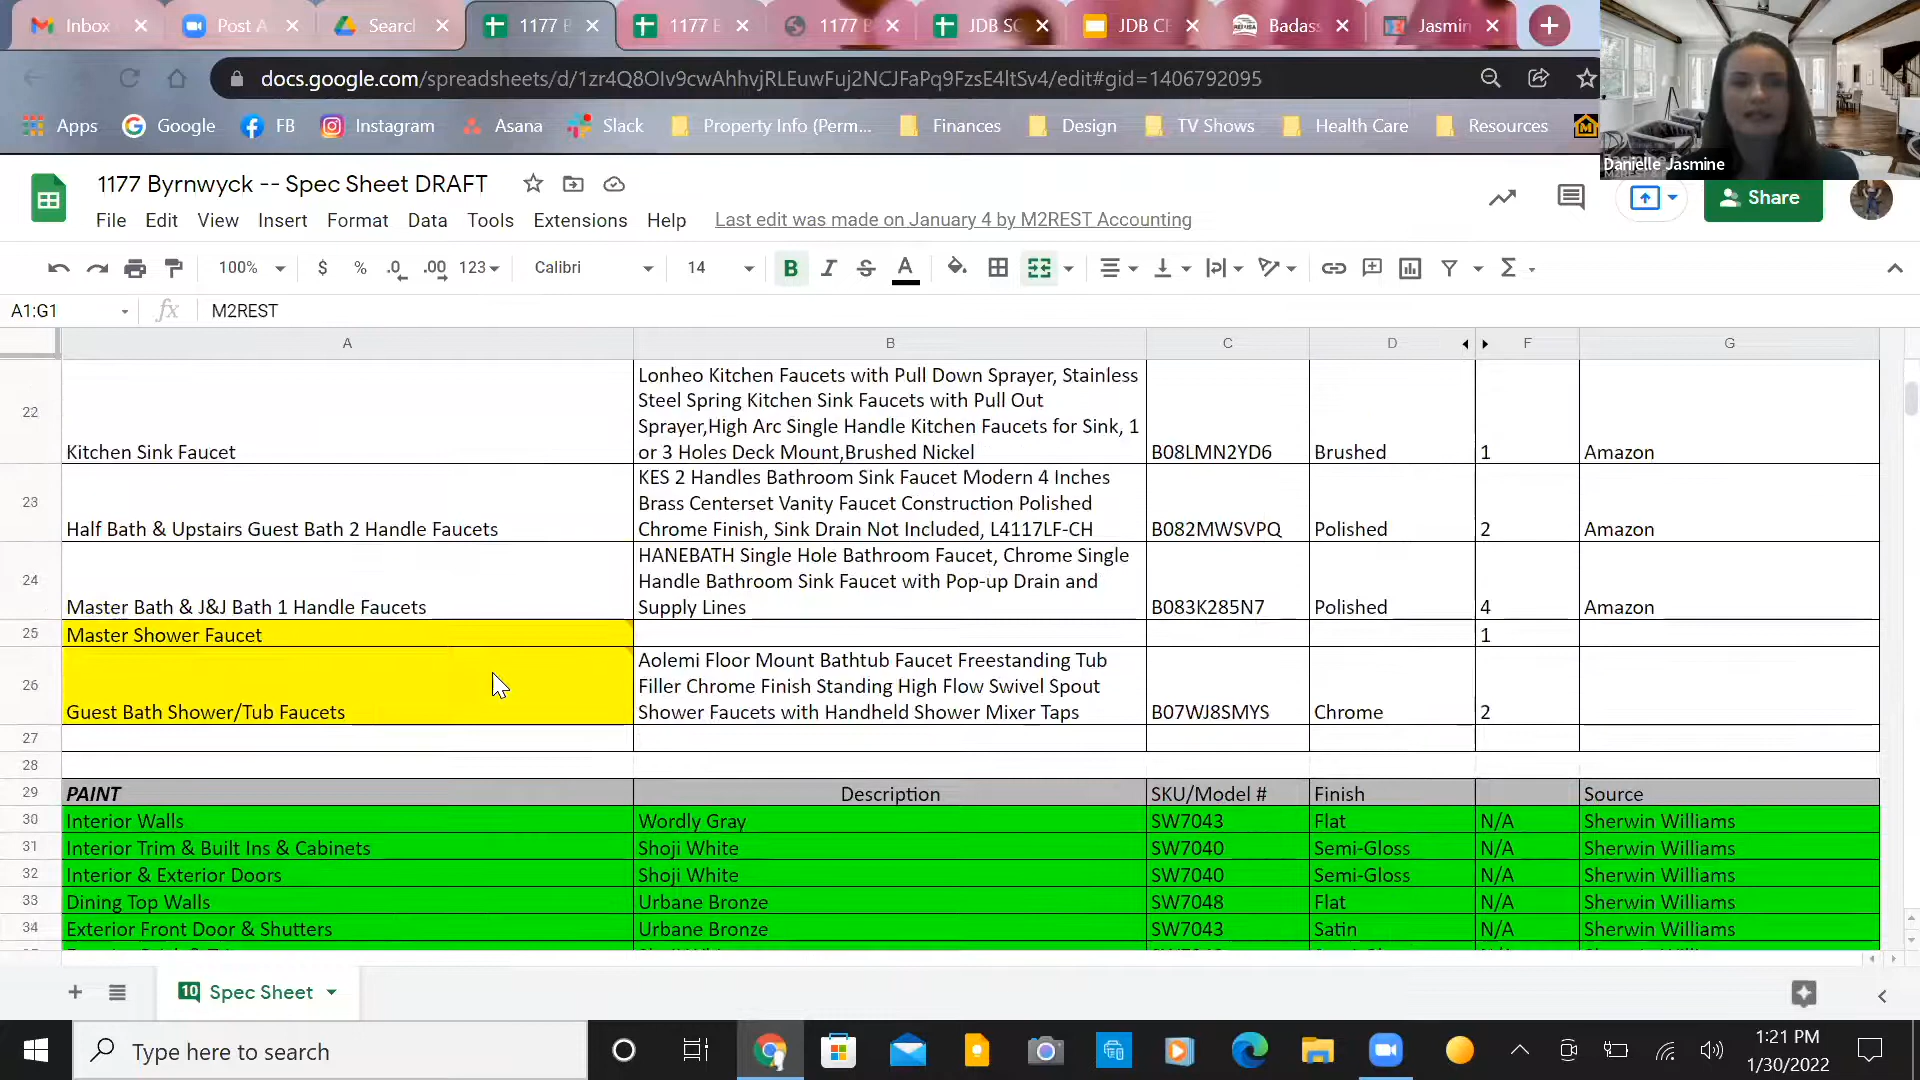 Inbox
Post A
Search
1177 B
1177 B
1177 B
JDB SC
JDB CE
Badas
Jasmin
docs.google.com/spreadsheets/d/1zr4Q8OIv9cwAhhvjRLEuwFuj2NCJFaPq9FzsE4ltSv4/edit#gid=1406792095
Apps
Google
FB
Instagram
Asana
Slack
Property Info (Perm...
Finances
Design
TV Shows
Health Care
Resources
Danielle Jasmine
1177 Byrnwyck -- Spec Sheet DRAFT
File Edit View Insert Format Data Tools Extensions Help
Last edit was made on January 4 by M2REST Accounting
Share
100% $ % .0 .00 123 Calibri 14 B I S A
A1:G1 fx M2REST
A B C D F G
22 Kitchen Sink Faucet
Lonheo Kitchen Faucets with Pull Down Sprayer, Stainless
Steel Spring Kitchen Sink Faucets with Pull Out
Sprayer,High Arc Single Handle Kitchen Faucets for Sink, 1
or 3 Holes Deck Mount,Brushed Nickel
B08LMN2YD6 Brushed 1 Amazon
23 Half Bath & Upstairs Guest Bath 2 Handle Faucets
KES 2 Handles Bathroom Sink Faucet Modern 4 Inches
Brass Centerset Vanity Faucet Construction Polished
Chrome Finish, Sink Drain Not Included, L4117LF-CH
B082MWSVPQ Polished 2 Amazon
24 Master Bath & J&J Bath 1 Handle Faucets
HANEBATH Single Hole Bathroom Faucet, Chrome Single
Handle Bathroom Sink Faucet with Pop-up Drain and
Supply Lines
B083K285N7 Polished 4 Amazon
25 Master Shower Faucet 1
26 Guest Bath Shower/Tub Faucets
Aolemi Floor Mount Bathtub Faucet Freestanding Tub
Filler Chrome Finish Standing High Flow Swivel Spout
Shower Faucets with Handheld Shower Mixer Taps
B07WJ8SMYS Chrome 2
27
28
29 PAINT Description SKU/Model # Finish Source
30 Interior Walls Wordly Gray SW7043 Flat N/A Sherwin Williams
31 Interior Trim & Built Ins & Cabinets Shoji White SW7040 Semi-Gloss N/A Sherwin Williams
32 Interior & Exterior Doors Shoji White SW7040 Semi-Gloss N/A Sherwin Williams
33 Dining Top Walls Urbane Bronze SW7048 Flat N/A Sherwin Williams
34 Exterior Front Door & Shutters Urbane Bronze SW7043 Satin N/A Sherwin Williams
10 Spec Sheet
Type here to search
1:21 PM
1/30/2022